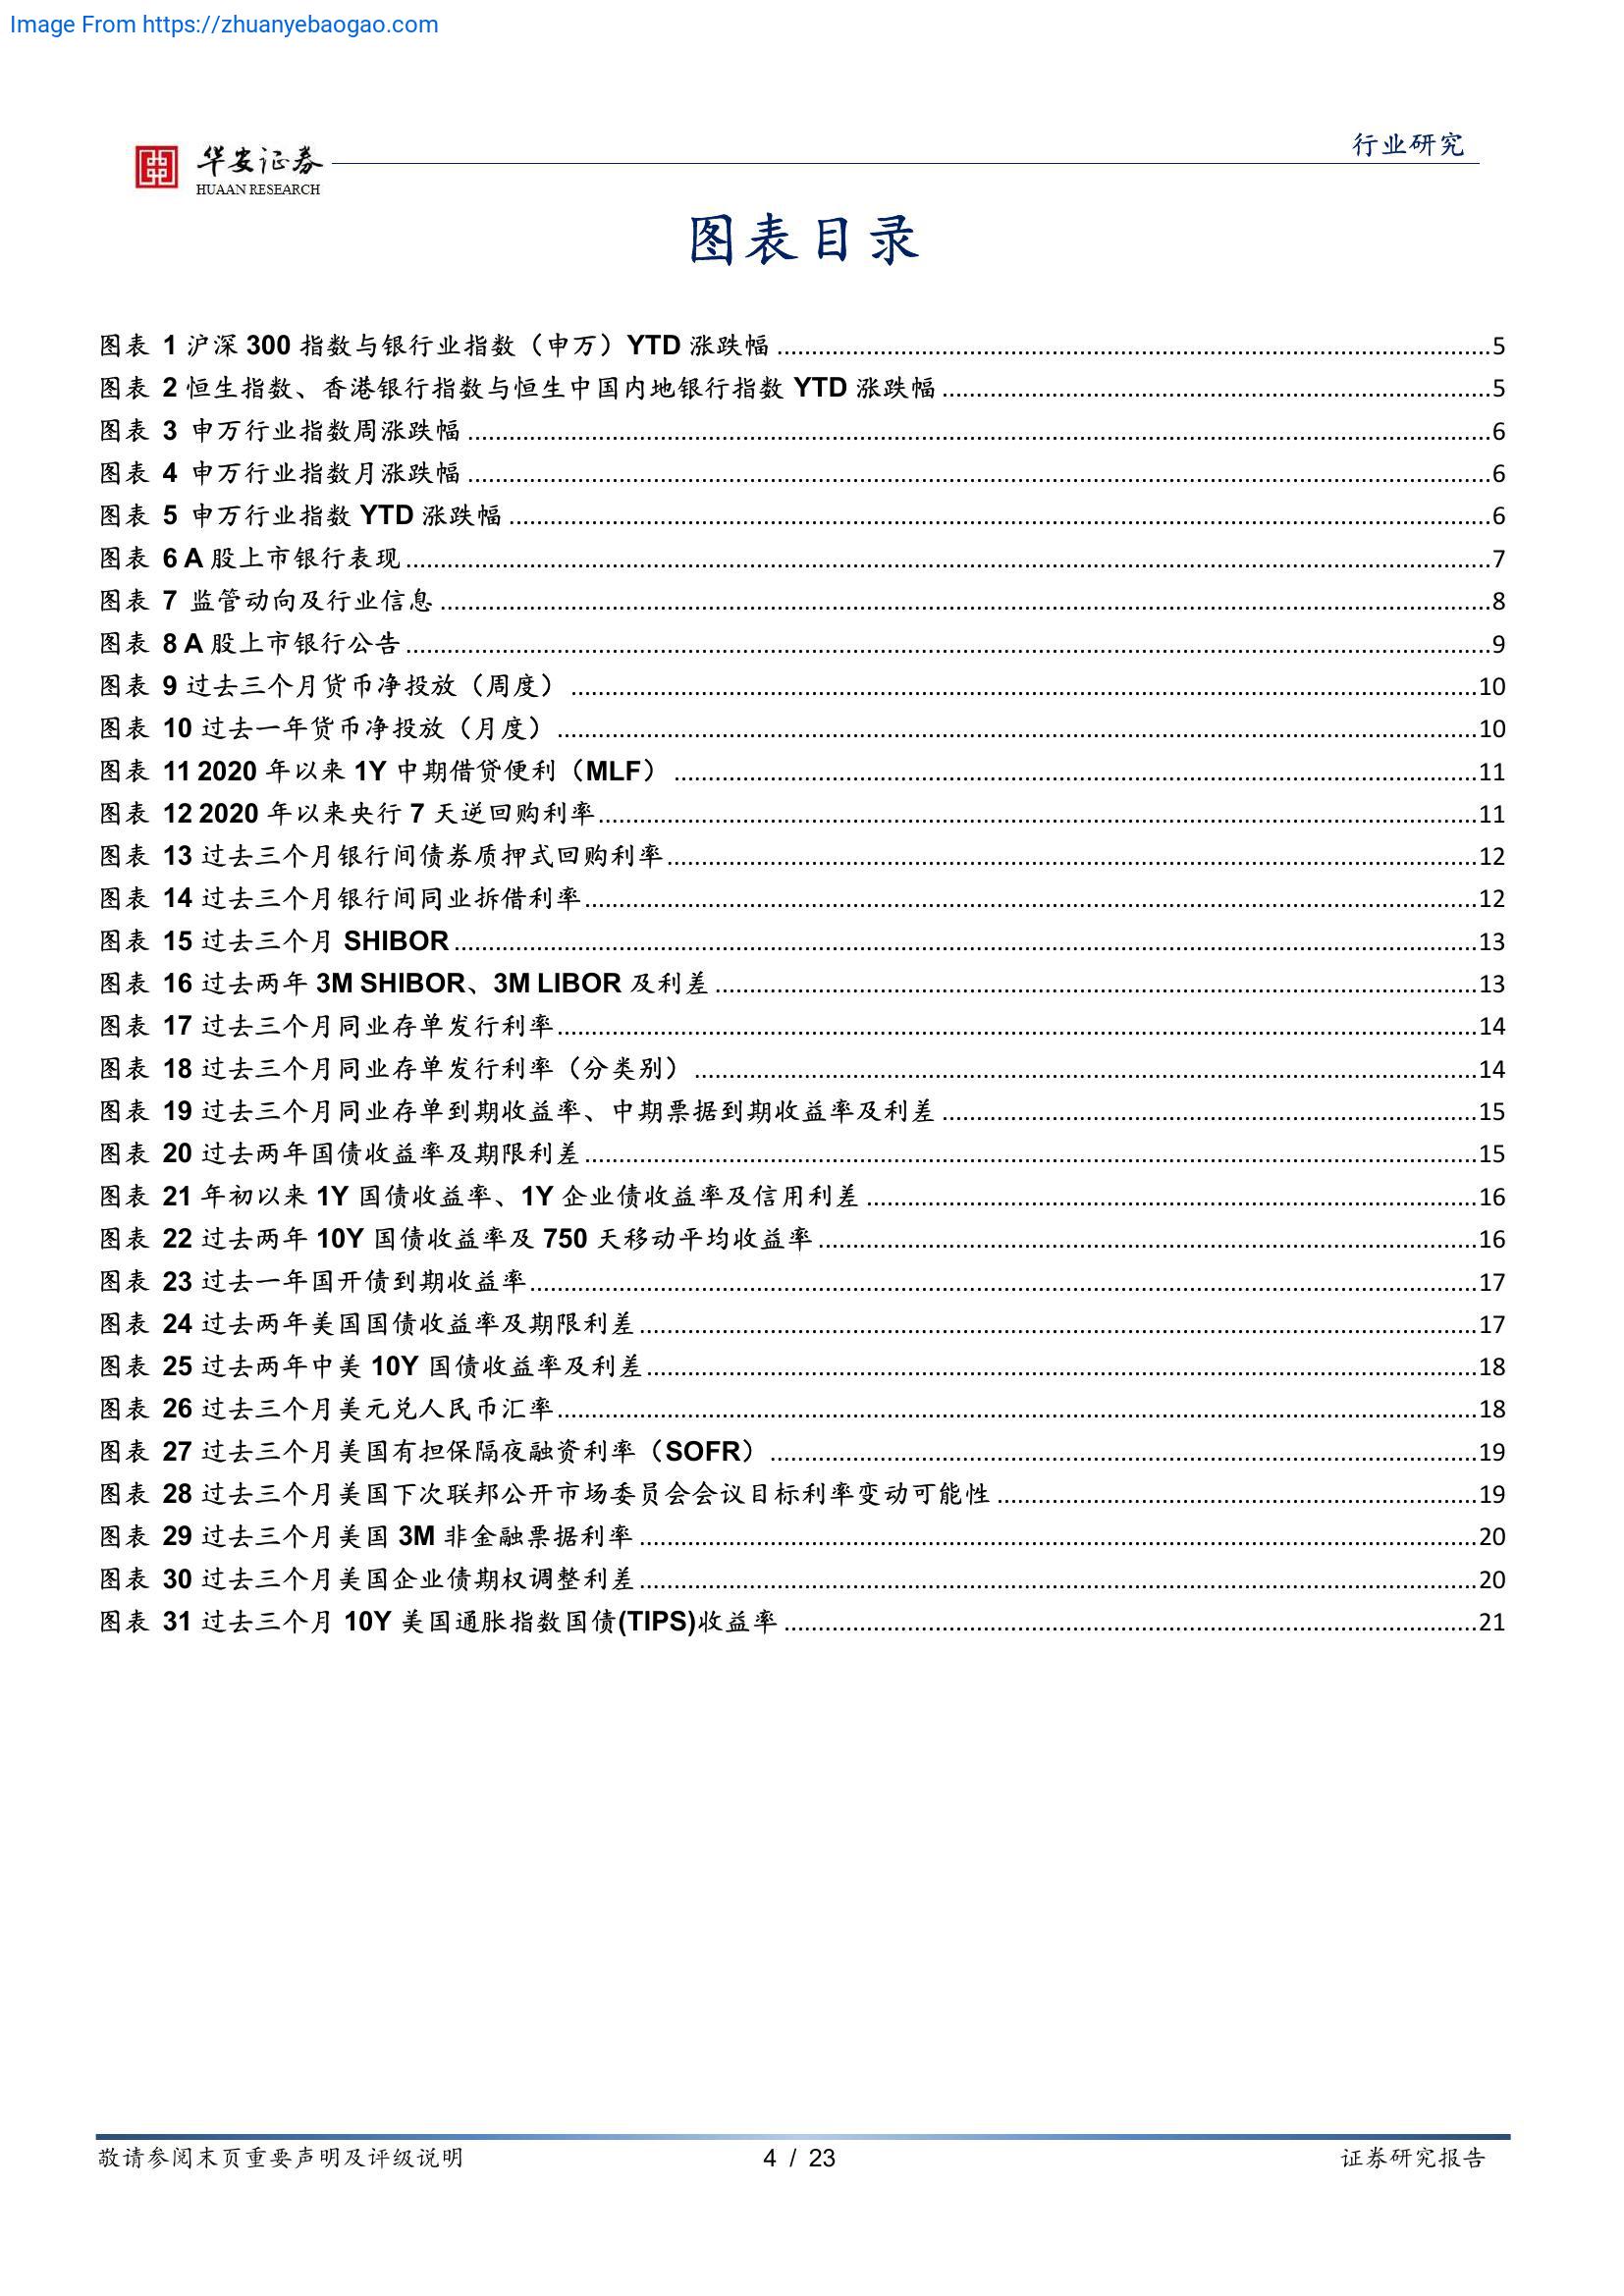 Image From https://zhuanyebaogao.com
行业研究
华安证券
HUAAN RESEARCH
图表目录
图表 1 沪深 300 指数与银行业指数（申万）YTD 涨跌幅 ........ 5
图表 2 恒生指数、香港银行指数与恒生中国内地银行指数 YTD 涨跌幅 ........ 5
图表 3 申万行业指数周涨跌幅 ........ 6
图表 4 申万行业指数月涨跌幅 ........ 6
图表 5 申万行业指数 YTD 涨跌幅 ........ 6
图表 6 A 股上市银行表现 ........ 7
图表 7 监管动向及行业信息 ........ 8
图表 8 A 股上市银行公告 ........ 9
图表 9 过去三个月货币净投放（周度） ........ 10
图表 10 过去一年货币净投放（月度） ........ 10
图表 11 2020 年以来 1Y 中期借贷便利（MLF） ........ 11
图表 12 2020 年以来央行 7 天逆回购利率 ........ 11
图表 13 过去三个月银行间债券质押式回购利率 ........ 12
图表 14 过去三个月银行间同业拆借利率 ........ 12
图表 15 过去三个月 SHIBOR ........ 13
图表 16 过去两年 3M SHIBOR、3M LIBOR 及利差 ........ 13
图表 17 过去三个月同业存单发行利率 ........ 14
图表 18 过去三个月同业存单发行利率（分类别） ........ 14
图表 19 过去三个月同业存单到期收益率、中期票据到期收益率及利差 ........ 15
图表 20 过去两年国债收益率及期限利差 ........ 15
图表 21 年初以来 1Y 国债收益率、1Y 企业债收益率及信用利差 ........ 16
图表 22 过去两年 10Y 国债收益率及 750 天移动平均收益率 ........ 16
图表 23 过去一年国开债到期收益率 ........ 17
图表 24 过去两年美国国债收益率及期限利差 ........ 17
图表 25 过去两年中美 10Y 国债收益率及利差 ........ 18
图表 26 过去三个月美元兑人民币汇率 ........ 18
图表 27 过去三个月美国有担保隔夜融资利率（SOFR） ........ 19
图表 28 过去三个月美国下次联邦公开市场委员会会议目标利率变动可能性 ........ 19
图表 29 过去三个月美国 3M 非金融票据利率 ........ 20
图表 30 过去三个月美国企业债期权调整利差 ........ 20
图表 31 过去三个月 10Y 美国通胀指数国债(TIPS)收益率 ........ 21
敬请参阅末页重要声明及评级说明 4 / 23 证券研究报告